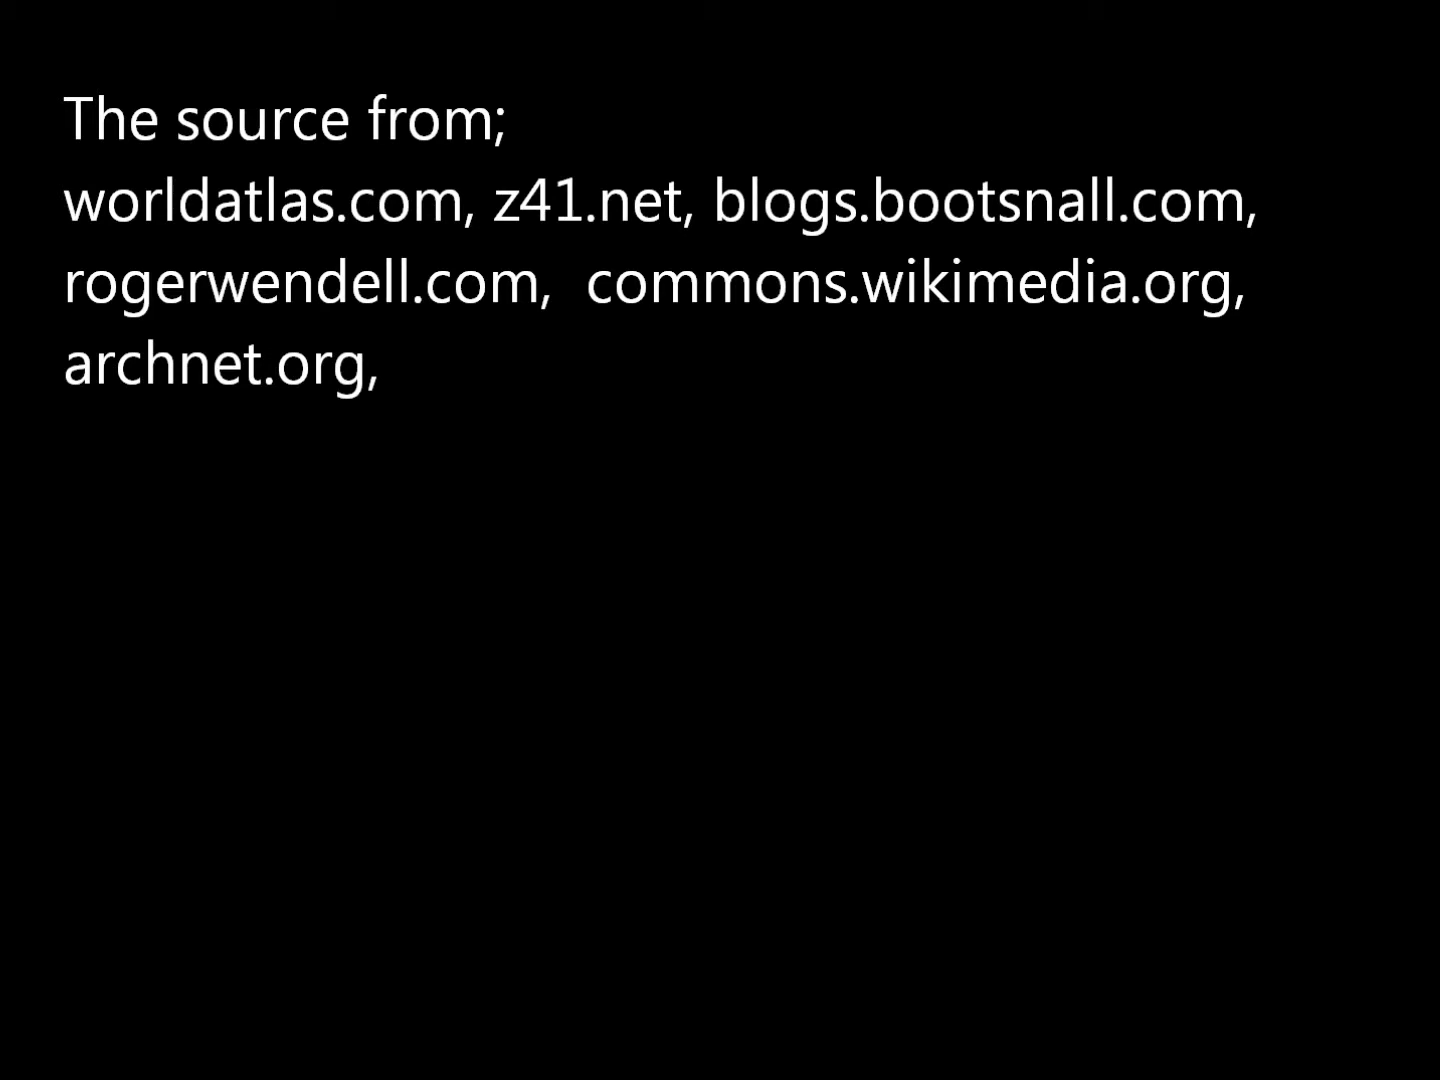 The source from;
worldatlas.com, z41.net, blogs.bootsnall.com,
rogerwendell.com,  commons.wikimedia.org,
archnet.org,